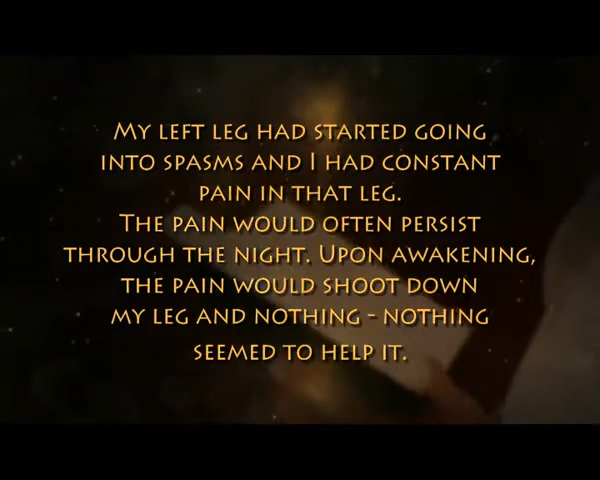 My left leg had started going
into spasms and I had constant
pain in that leg.
The pain would often persist
through the night. Upon awakening,
the pain would shoot down
my leg and nothing - nothing
seemed to help it.